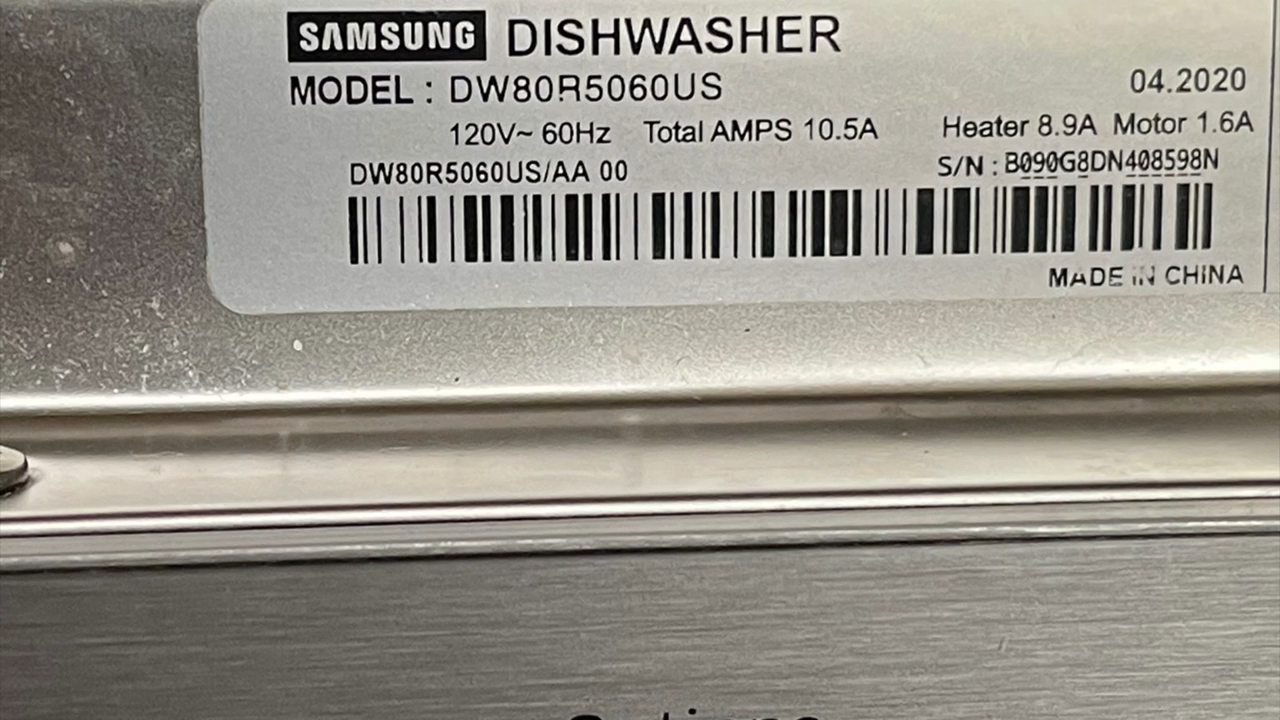 SAMSUNG DISHWASHER
MODEL : DW80R5060US
04.2020
120V~ 60Hz Total AMPS 10.5A Heater 8.9A Motor 1.6A
DW80R5060US/AA 00
S/N : B090G8DN408598N
MADE IN CHINA